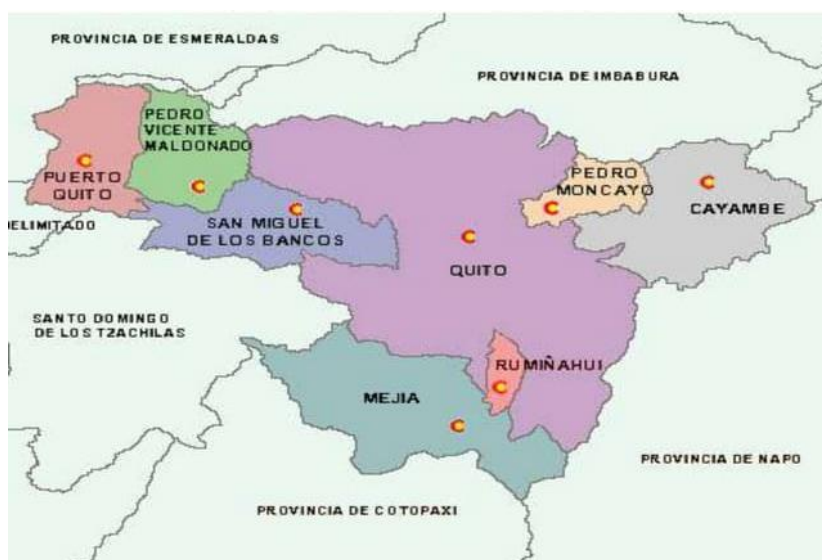 PROVINCIA DE ESMERALDAS
PROVINCIA DE IMBABURA
PEDRO
VICENTE
MALDONADO
PUERTO
QUITO
PEDRO
MONCAYO
CAYAMBE
DELIMITADO
SAN MIGUEL
DE LOS BANCOS
QUITO
SANTO DOMINGO
DE LOS TZACHILAS
RUMIÑAHUI
MEJIA
PROVINCIA DE NAPO
PROVINCIA DE COTOPAXI